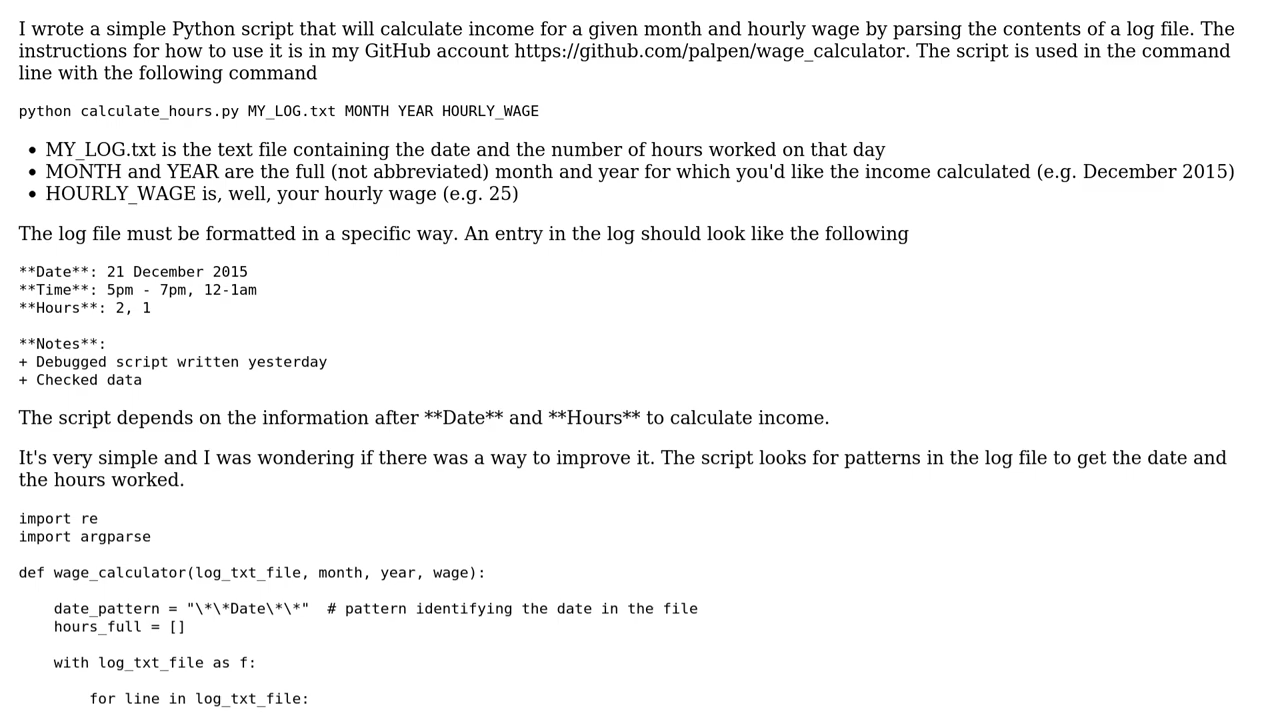 I wrote a simple Python script that will calculate income for a given month and hourly wage by parsing the contents of a log file. The
instructions for how to use it is in my GitHub account https://github.com/palpen/wage_calculator. The script is used in the command
line with the following command
python calculate_hours.py MY_LOG.txt MONTH YEAR HOURLY_WAGE
• MY_LOG.txt is the text file containing the date and the number of hours worked on that day
• MONTH and YEAR are the full (not abbreviated) month and year for which you'd like the income calculated (e.g. December 2015)
• HOURLY_WAGE is, well, your hourly wage (e.g. 25)
The log file must be formatted in a specific way. An entry in the log should look like the following
**Date**: 21 December 2015
**Time**: 5pm - 7pm, 12-1am
**Hours**: 2, 1
**Notes**:
+ Debugged script written yesterday
+ Checked data
The script depends on the information after **Date** and **Hours** to calculate income.
It's very simple and I was wondering if there was a way to improve it. The script looks for patterns in the log file to get the date and
the hours worked.
import re
import argparse
def wage_calculator(log_txt_file, month, year, wage):
    date_pattern = "\*\*Date\*\*"  # pattern identifying the date in the file
    hours_full = []
    with log_txt_file as f:
        for line in log_txt_file: